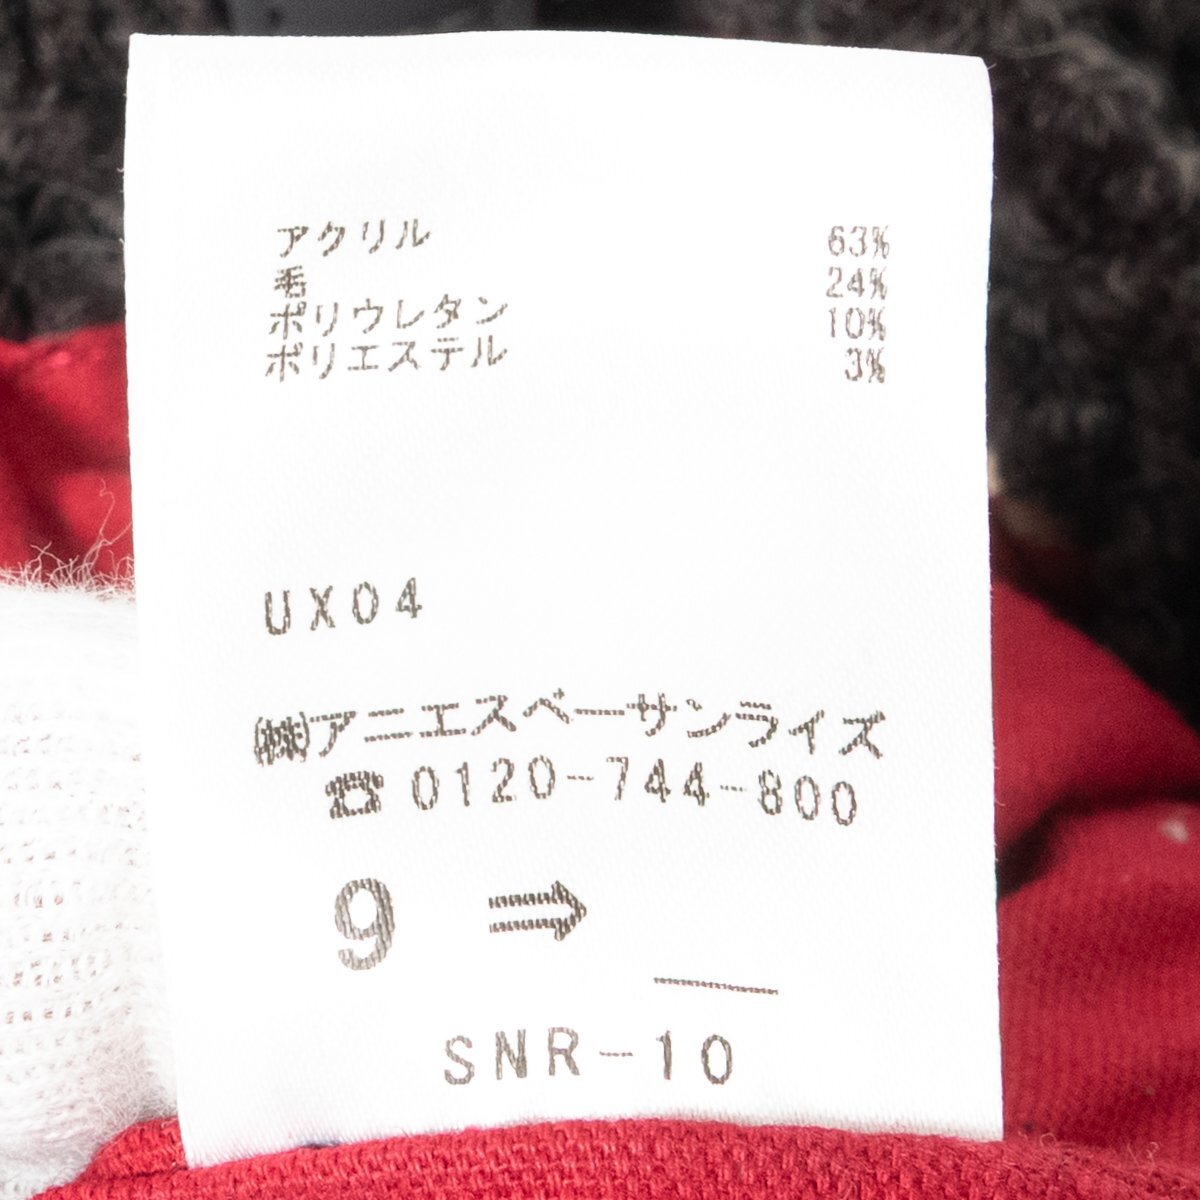 アクリル 63%
毛 24%
ポリウレタン 10%
ポリエステル 3%
UX04
㈱アニエスベーサンライズ
☎0120-744-800
9 ⇒
SNR-10